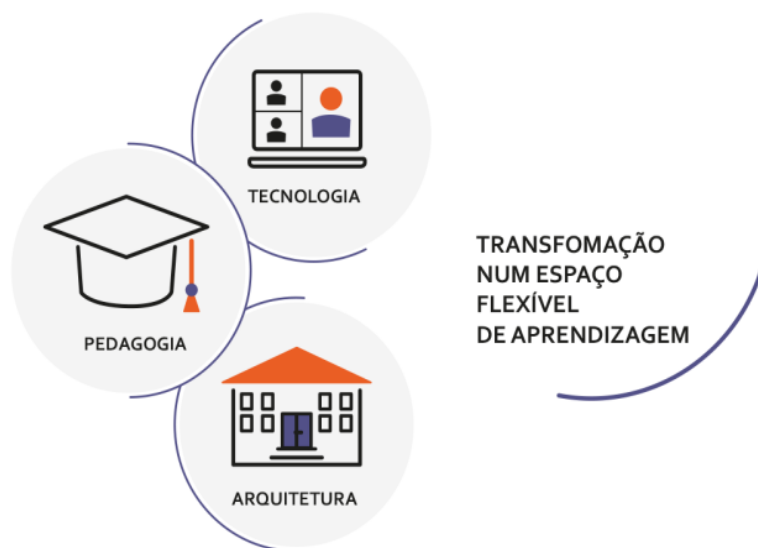 TECNOLOGIA
PEDAGOGIA
ARQUITETURA
TRANSFOMAÇÃO
NUM ESPAÇO
FLEXÍVEL
DE APRENDIZAGEM